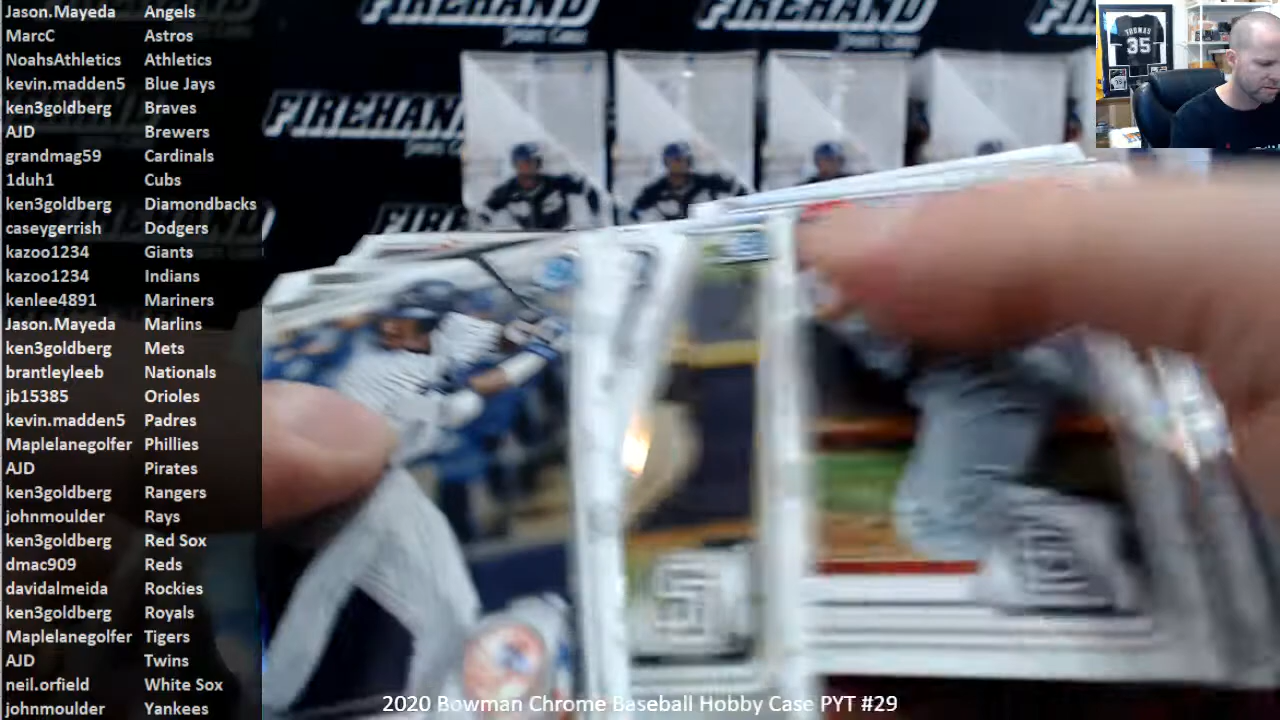 Jason.Mayeda Angels
MarcC Astros
NoahsAthletics Athletics
kevin.madden5 Blue Jays
ken3goldberg Braves
AJD Brewers
grandmag59 Cardinals
1duh1 Cubs
ken3goldberg Diamondbacks
caseygerrish Dodgers
kazoo1234 Giants
kazoo1234 Indians
kenlee4891 Mariners
Jason.Mayeda Marlins
ken3goldberg Mets
brantleyleeb Nationals
jb15385 Orioles
kevin.madden5 Padres
Maplelanegolfer Phillies
AJD Pirates
ken3goldberg Rangers
johnmoulder Rays
ken3goldberg Red Sox
dmac909 Reds
davidalmeida Rockies
ken3goldberg Royals
Maplelanegolfer Tigers
AJD Twins
neil.orfield White Sox
johnmoulder Yankees
FIREHAND
FIREHAND
FIREHAND
THOMAS
35
2020 Bowman Chrome Baseball Hobby Case PYT #29